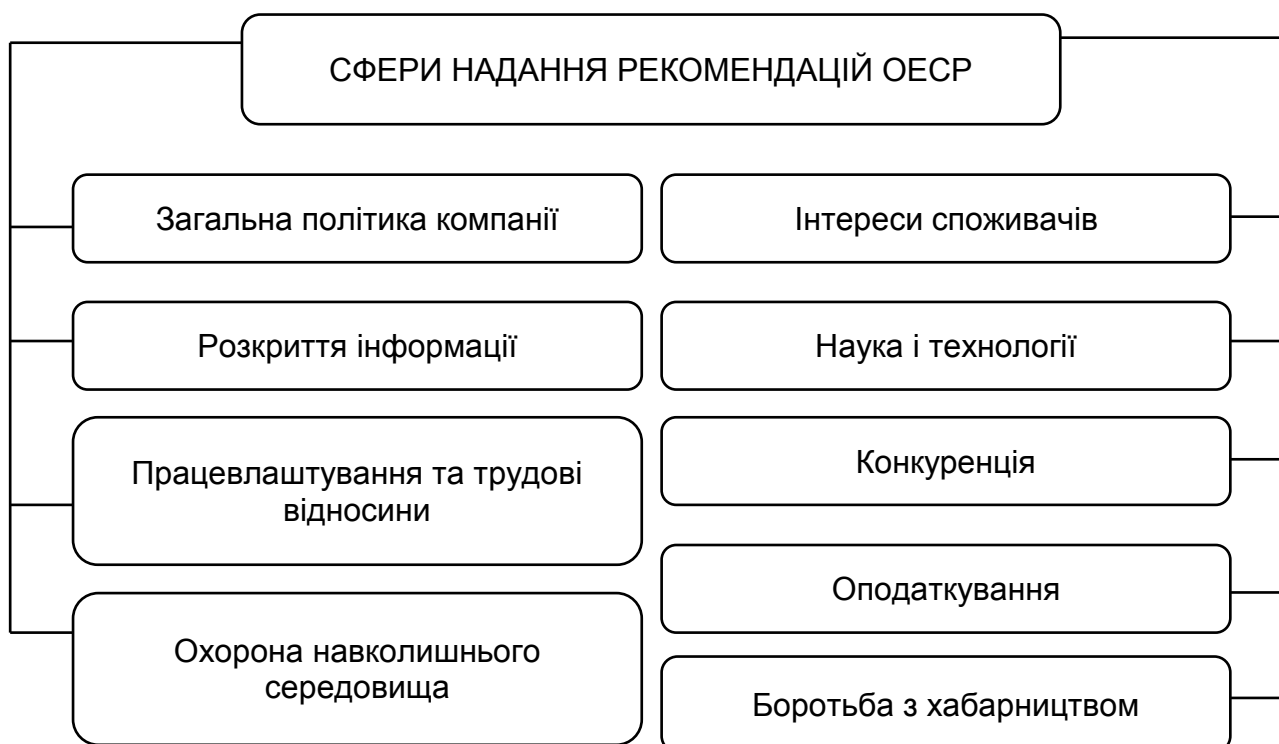 СФЕРИ НАДАННЯ РЕКОМЕНДАЦІЙ ОЕСР
Загальна політика компанії
Інтереси споживачів
Розкриття інформації
Наука і технології
Працевлаштування та трудові
відносини
Конкуренція
Оподаткування
Охорона навколишнього
середовища
Боротьба з хабарництвом